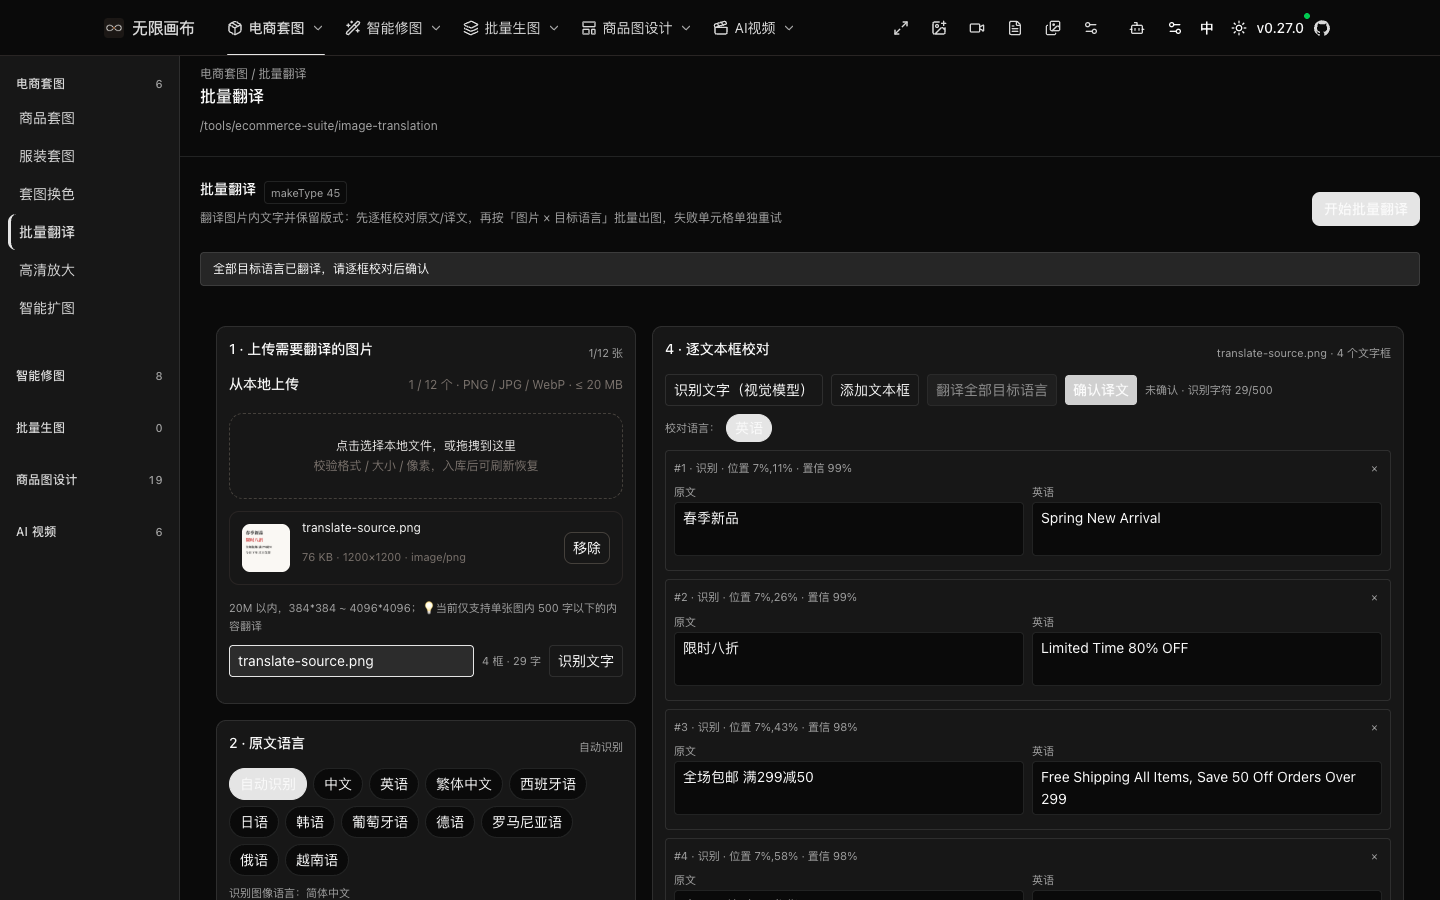 无限画布
电商套图
智能修图
批量生图
商品图设计
AI视频
中
v0.27.0
电商套图 6
商品套图
服装套图
套图换色
批量翻译
高清放大
智能扩图
智能修图 8
批量生图 0
商品图设计 19
AI 视频 6
电商套图 / 批量翻译
批量翻译
/tools/ecommerce-suite/image-translation
批量翻译 makeType 45
翻译图片内文字并保留版式：先逐框校对原文/译文，再按「图片 × 目标语言」批量出图，失败单元格单独重试
开始批量翻译
全部目标语言已翻译，请逐框校对后确认
1 · 上传需要翻译的图片 1/12 张
从本地上传 1 / 12 个 · PNG / JPG / WebP · ≤ 20 MB
点击选择本地文件，或拖拽到这里
校验格式 / 大小 / 像素，入库后可刷新恢复
春季新品
限时八折
translate-source.png
76 KB · 1200×1200 · image/png
移除
20M 以内，384*384 ~ 4096*4096；💡当前仅支持单张图内 500 字以下的内
容翻译
translate-source.png 4 框 · 29 字 识别文字
2 · 原文语言 自动识别
自动识别 中文 英语 繁体中文 西班牙语
日语 韩语 葡萄牙语 德语 罗马尼亚语
俄语 越南语
识别图像语言：简体中文
4 · 逐文本框校对 translate-source.png · 4 个文字框
识别文字（视觉模型） 添加文本框 翻译全部目标语言 确认译文 未确认 · 识别字符 29/500
校对语言： 英语
#1 · 识别 · 位置 7%,11% · 置信 99% ×
原文 英语
春季新品 Spring New Arrival
#2 · 识别 · 位置 7%,26% · 置信 99% ×
原文 英语
限时八折 Limited Time 80% OFF
#3 · 识别 · 位置 7%,43% · 置信 98% ×
原文 英语
全场包邮 满299减50 Free Shipping All Items, Save 50 Off Orders Over
299
#4 · 识别 · 位置 7%,58% · 置信 98% ×
原文 英语